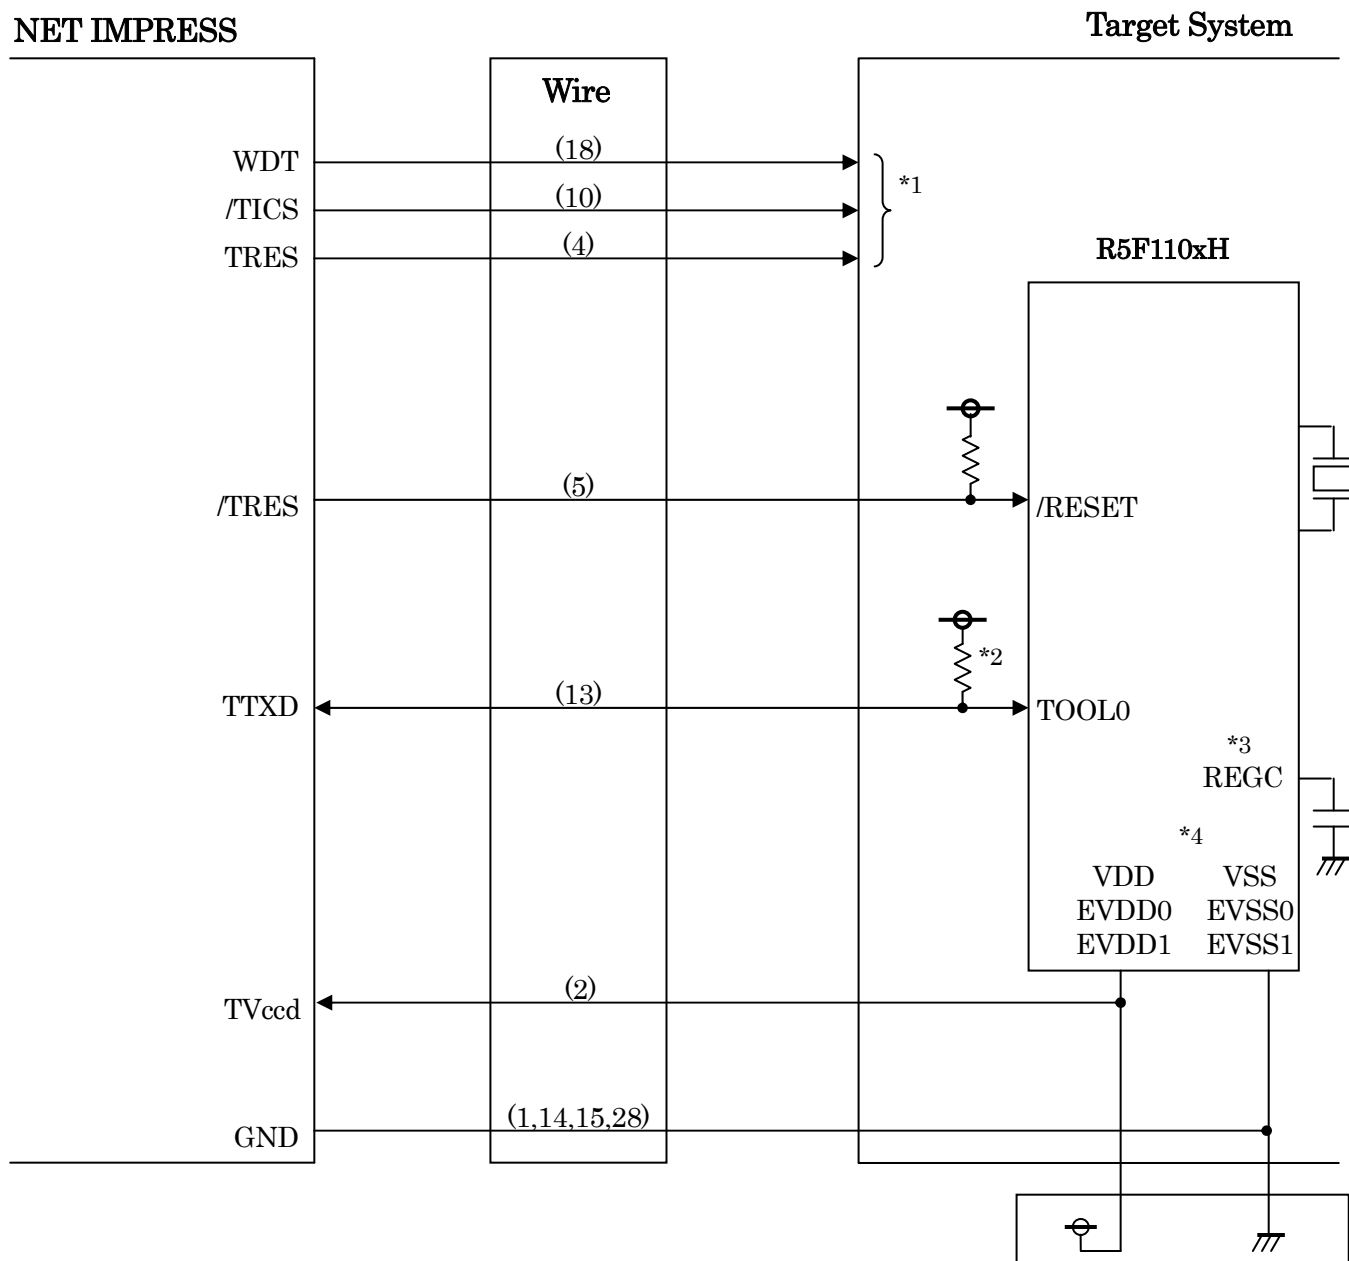 NET IMPRESS
Target System
Wire
WDT
(18)
*1
/TICS
(10)
TRES
(4)
R5F110xH
/TRES
(5)
/RESET
*2
TTXD
(13)
TOOL0
*3
REGC
*4
VDD VSS
EVDD0 EVSS0
EVDD1 EVSS1
TVccd
(2)
GND
(1,14,15,28)